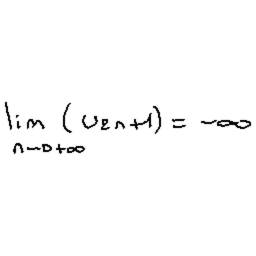 lim (U2n+1) = -∞
n→+∞